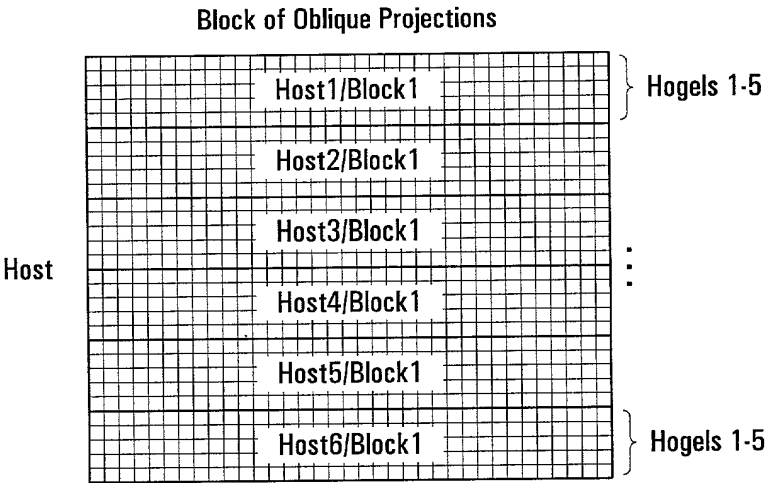 Block of Oblique Projections
Host1/Block1
Hogels 1-5
Host2/Block1
Host3/Block1
Host
Host4/Block1
Host5/Block1
Host6/Block1
Hogels 1-5